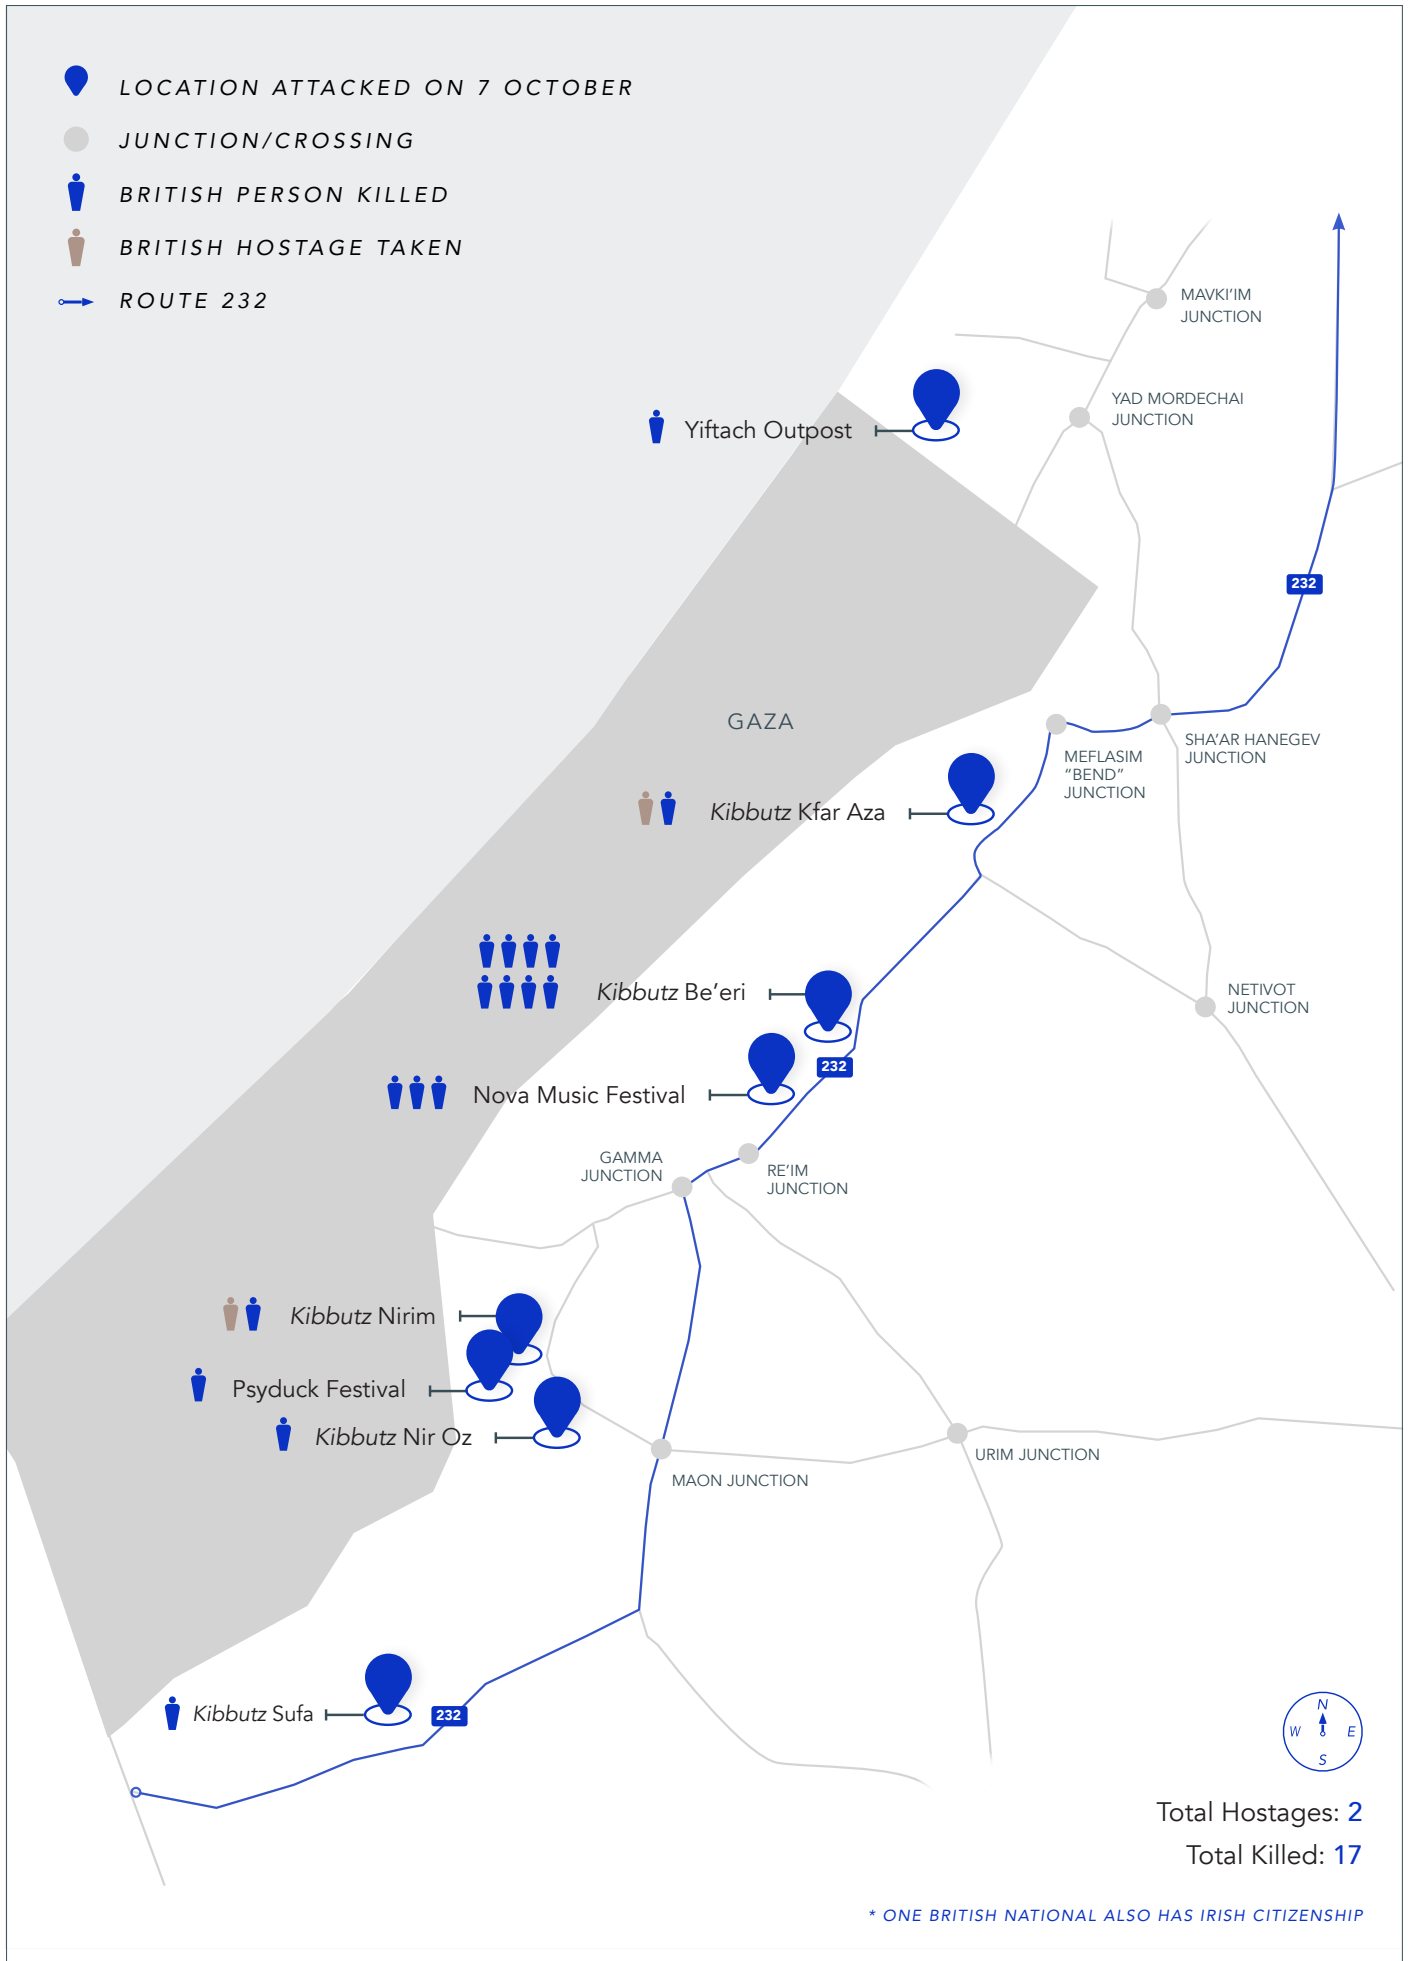 LOCATION ATTACKED ON 7 OCTOBER
JUNCTION/CROSSING
BRITISH PERSON KILLED
BRITISH HOSTAGE TAKEN
ROUTE 232
MAVKI'IM
JUNCTION
YAD MORDECHAI
JUNCTION
Yiftach Outpost
232
GAZA
SHA'AR HANEGEV
JUNCTION
MEFLASIM
“BEND”
JUNCTION
Kibbutz Kfar Aza
Kibbutz Be’eri
NETIVOT
JUNCTION
232
Nova Music Festival
GAMMA
JUNCTION
RE'IM
JUNCTION
Kibbutz Nirim
Psyduck Festival
Kibbutz Nir Oz
URIM JUNCTION
MAON JUNCTION
Kibbutz Sufa
232
N
W E
S
Total Hostages: 2
Total Killed: 17
* ONE BRITISH NATIONAL ALSO HAS IRISH CITIZENSHIP